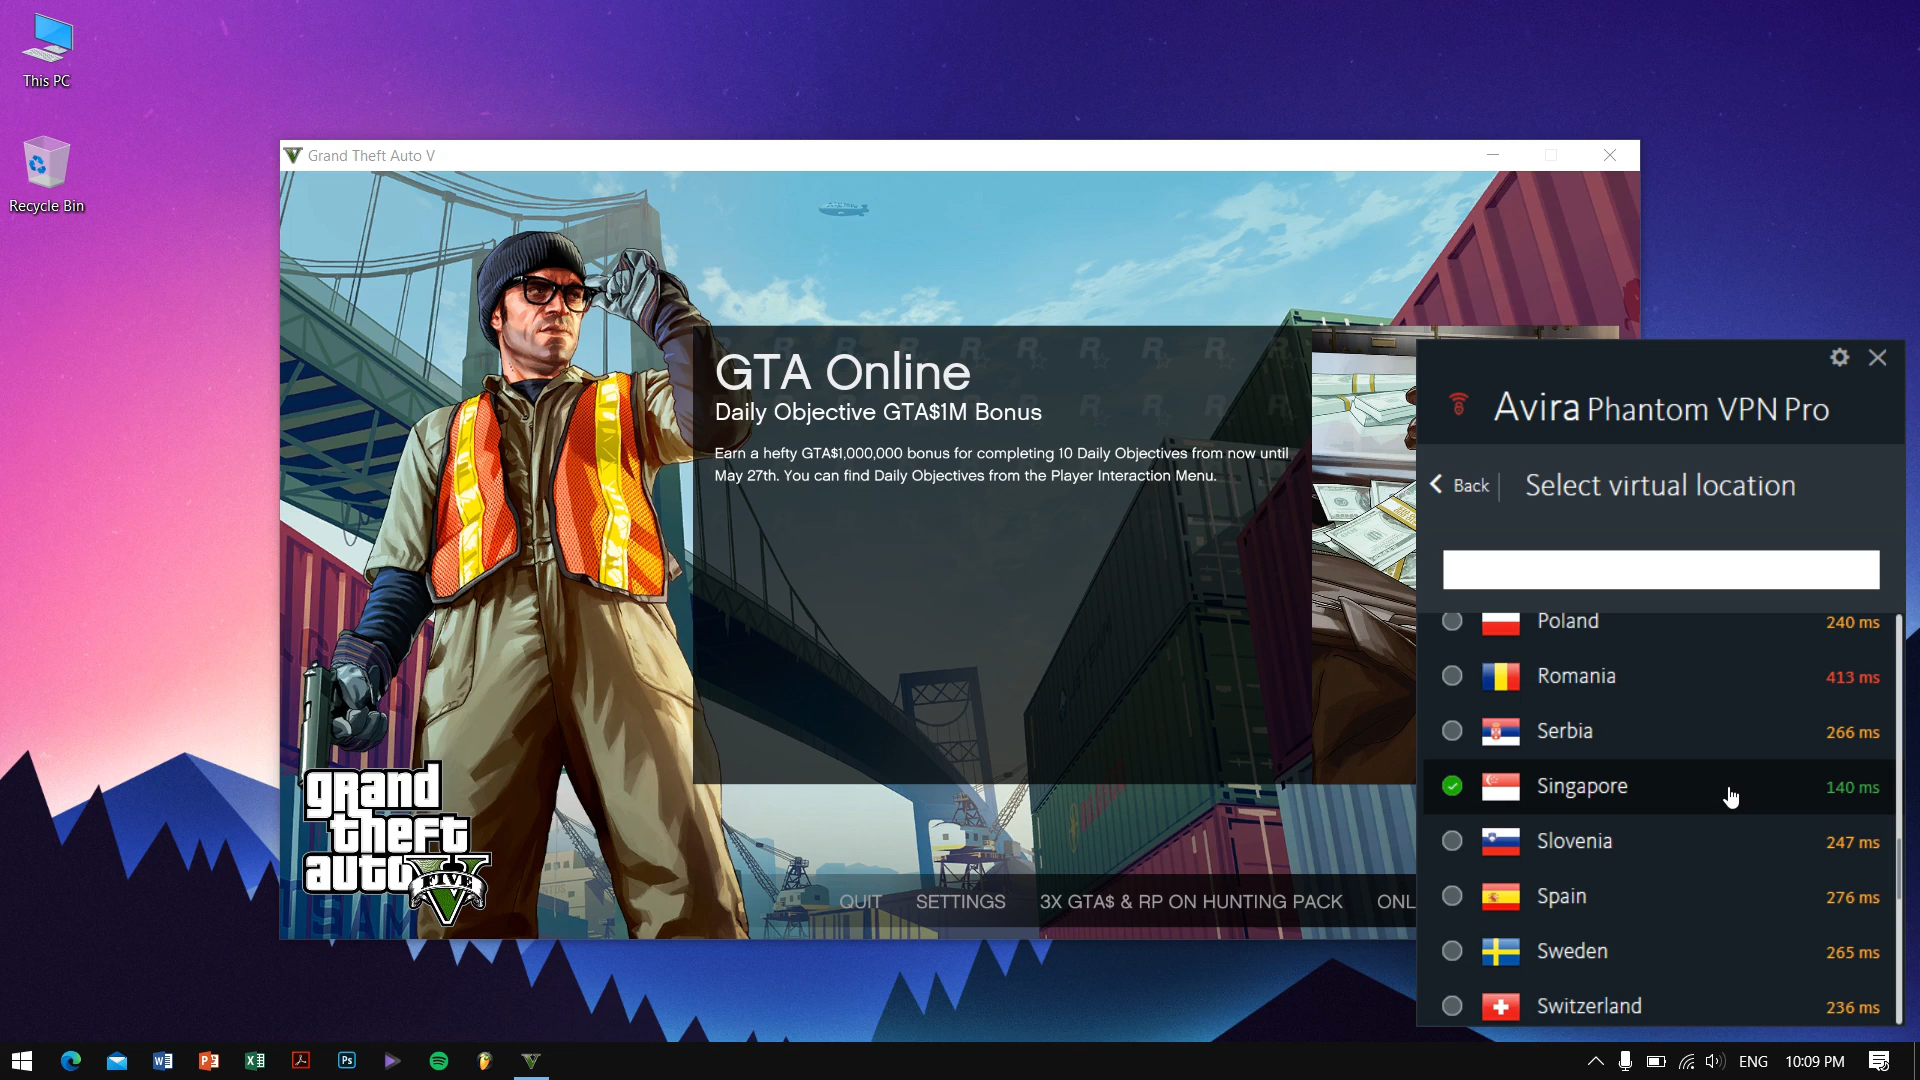 This PC
Recycle Bin
Grand Theft Auto V
GTA Online
Daily Objective GTA$1M Bonus
Earn a hefty GTA$1,000,000 bonus for completing 10 Daily Objectives from now until
May 27th. You can find Daily Objectives from the Player Interaction Menu.
grand
theft
auto V
FIVE
QUIT SETTINGS 3X GTA$ & RP ON HUNTING PACK ONL
Avira Phantom VPN Pro
Back Select virtual location
Poland 240 ms
Romania 413 ms
Serbia 266 ms
Singapore 140 ms
Slovenia 247 ms
Spain 276 ms
Sweden 265 ms
Switzerland 236 ms
ENG 10:09 PM